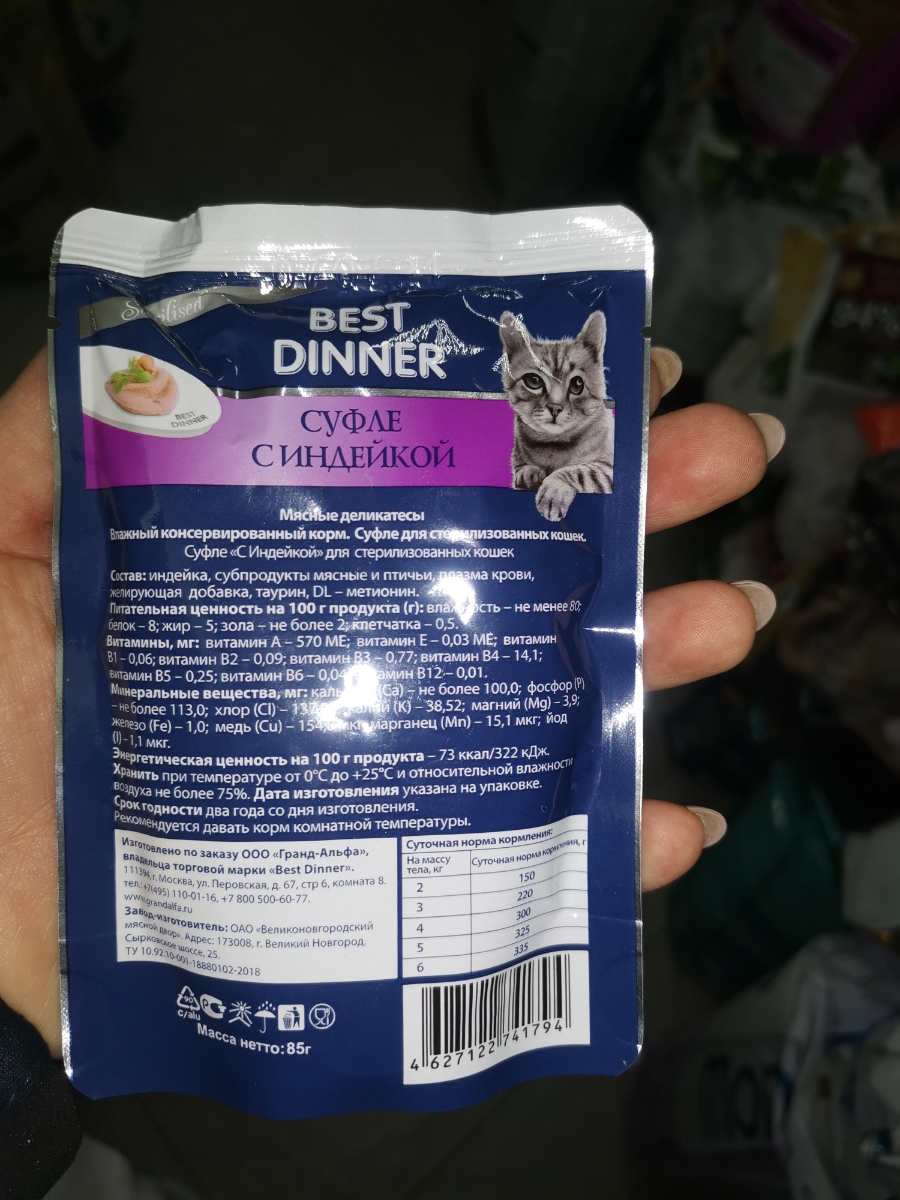 Sterilised
BEST
DINNER
BEST
DINNER
СУФЛЕ
С ИНДЕЙКОЙ
Мясные деликатесы
Влажный консервированный корм. Суфле для стерилизованных кошек.
Суфле «С Индейкой» для стерилизованных кошек
Состав: индейка, субпродукты мясные и птичьи, плазма крови,
желирующая добавка, таурин, DL – метионин.
Питательная ценность на 100 г продукта (г): влажность – не менее 80;
белок – 8; жир – 5; зола – не более 2; клетчатка – 0,5.
Витамины, мг: витамин А – 570 МЕ; витамин Е – 0,03 МЕ; витамин
В1 – 0,06; витамин В2 – 0,09; витамин В3 – 0,77; витамин В4 – 14,1;
витамин В5 – 0,25; витамин В6 – 0,04; витамин В12 – 0,01.
Минеральные вещества, мг: кальций (Ca) – не более 100,0; фосфор (P)
– не более 113,0; хлор (Cl) – калий (K) – 38,52; магний (Mg) – 3,9;
железо (Fe) – 1,0; медь (Cu) – марганец (Mn) – 15,1 мкг; йод
(I) – 1,1 мкг.
Энергетическая ценность на 100 г продукта – 73 ккал/322 кДж.
Хранить при температуре от 0°С до +25°С и относительной влажности
воздуха не более 75%. Дата изготовления указана на упаковке.
Срок годности два года со дня изготовления.
Рекомендуется давать корм комнатной температуры.
Изготовлено по заказу ООО «Гранд-Альфа»,
владельца торговой марки «Best Dinner».
111394, г. Москва, ул. Перовская, д. 67, стр 6, комната 8.
тел.:+7(495) 110-01-16, +7 800 500-60-77.
www.grandalfa.ru
Завод-изготовитель: ОАО «Великоновгородский
мясной двор». Адрес: 173008, г. Великий Новгород,
Сырковское шоссе, 25.
ТУ 10.92.10-001-18880102-2018
Суточная норма кормления:
На массу тела, кг Суточная норма кормления, г
2 150
3 220
4 300
5 325
6 335
90
c/alu
Масса нетто: 85г
4 627122 741794
94%